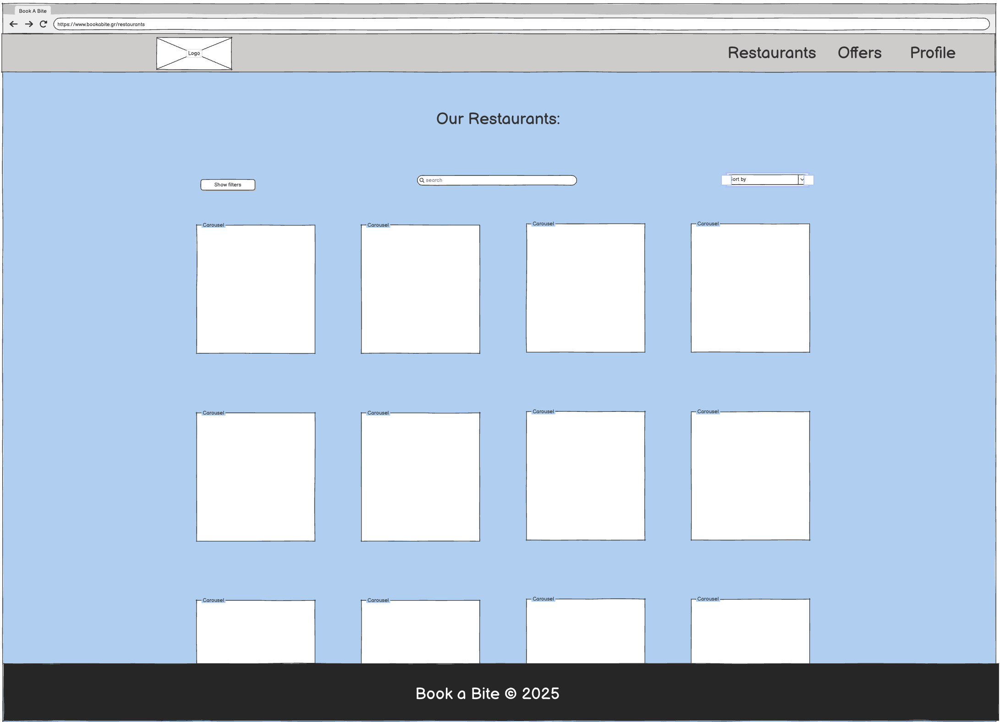 Book A Bite
https://www.bookabite.gr/restaurants
Logo
Restaurants Offers Profile
Our Restaurants:
Show filters
search
Sort by
Carousel Carousel Carousel Carousel
Carousel Carousel Carousel Carousel
Carousel Carousel Carousel Carousel
Book a Bite © 2025